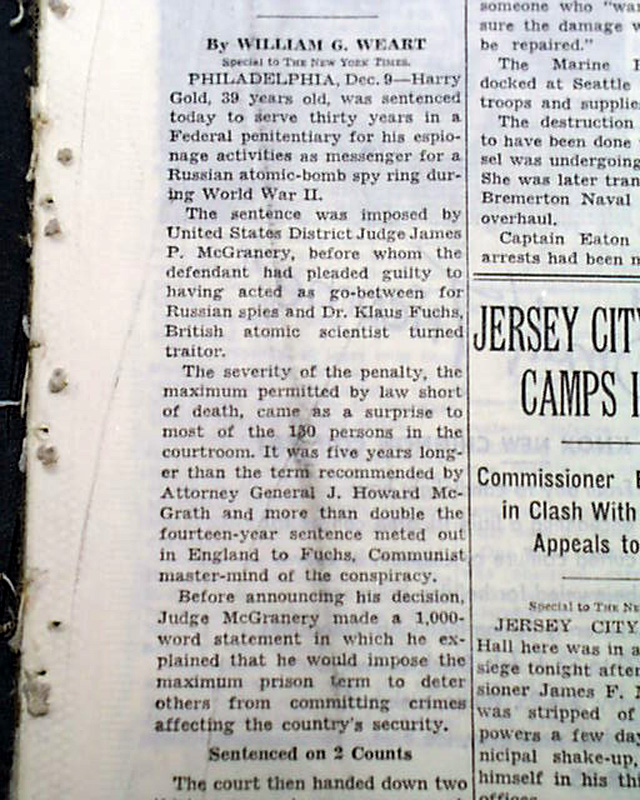 By WILLIAM G. WEART
Special to THE NEW YORK TIMES.
PHILADELPHIA, Dec. 9—Harry
Gold, 39 years old, was sentenced
today to serve thirty years in a
Federal penitentiary for his espio-
nage activities as messenger for a
Russian atomic-bomb spy ring dur-
ing World War II.
The sentence was imposed by
United States District Judge James
P. McGranery, before whom the
defendant had pleaded guilty to
having acted as go-between for
Russian spies and Dr. Klaus Fuchs,
British atomic scientist turned
traitor.
The severity of the penalty, the
maximum permitted by law short
of death, came as a surprise to
most of the 150 persons in the
courtroom. It was five years long-
er than the term recommended by
Attorney General J. Howard Mc-
Grath and more than double the
fourteen-year sentence meted out
in England to Fuchs, Communist
master-mind of the conspiracy.
Before announcing his decision,
Judge McGranery made a 1,000-
word statement in which he ex-
plained that he would impose the
maximum prison term to deter
others from committing crimes
affecting the country's security.
Sentenced on 2 Counts
The court then handed down two
someone who "wa
sure the damage w
be repaired."
The Marine
docked at Seattle
troops and supplie
The destruction
to have been done
sel was undergoing
She was later tran
Bremerton Naval
overhaul.
Captain Eaton
arrests had been
JERSEY CITY
CAMPS
Commissioner
in Clash With
Appeals to
Special to THE NE
JERSEY CITY
Hall here was in a
siege tonight after
sioner James F.
was stripped of
powers a few day
nicipal shake-up,
himself in his th
offices